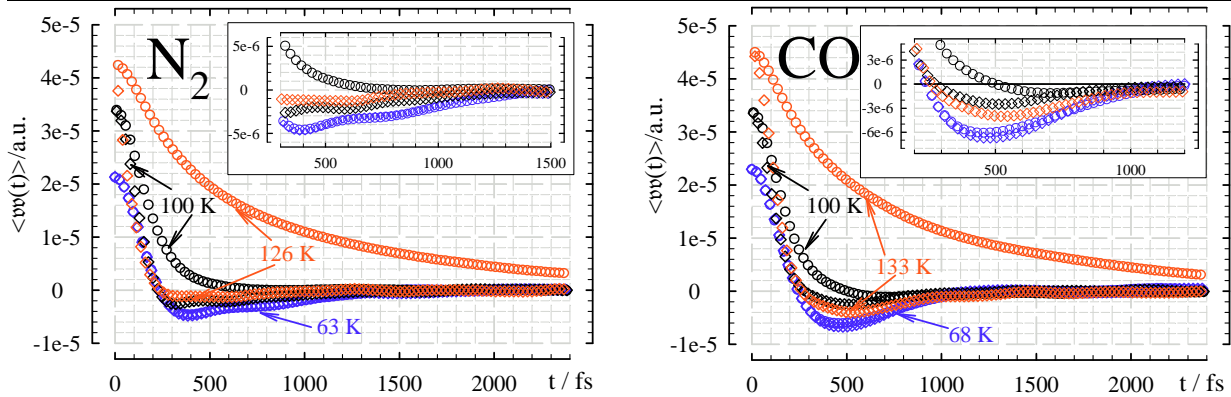 <vv(t)>/a.u.
5e-5
4e-5
3e-5
2e-5
1e-5
0
-1e-5
0
500
1000
1500
2000
t / fs
N2
5e-6
0
-5e-6
500
1000
1500
100 K
126 K
63 K
<vv(t)>/a.u.
5e-5
4e-5
3e-5
2e-5
1e-5
0
-1e-5
0
500
1000
1500
2000
t / fs
CO
3e-6
0
-3e-6
-6e-6
500
1000
100 K
133 K
68 K